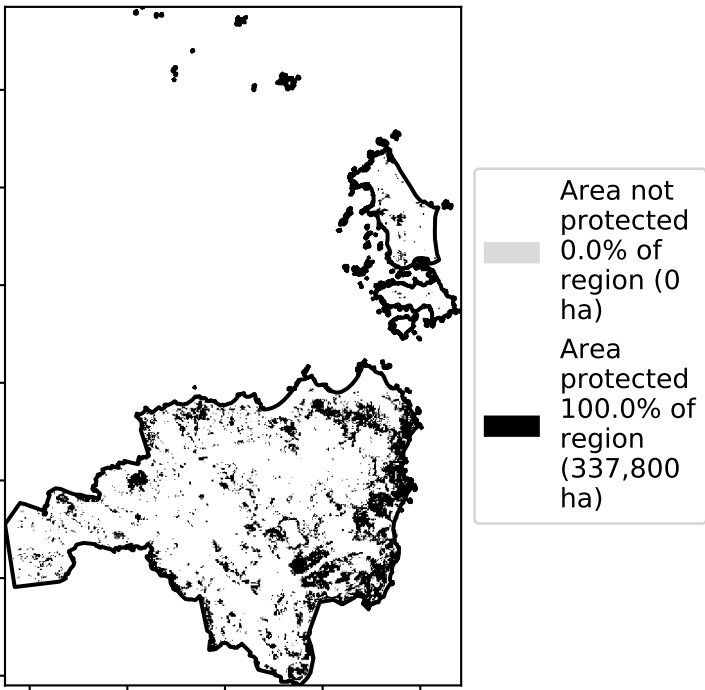 Area not
protected
0.0% of
region (0
ha)
Area
protected
100.0% of
region
(337,800
ha)